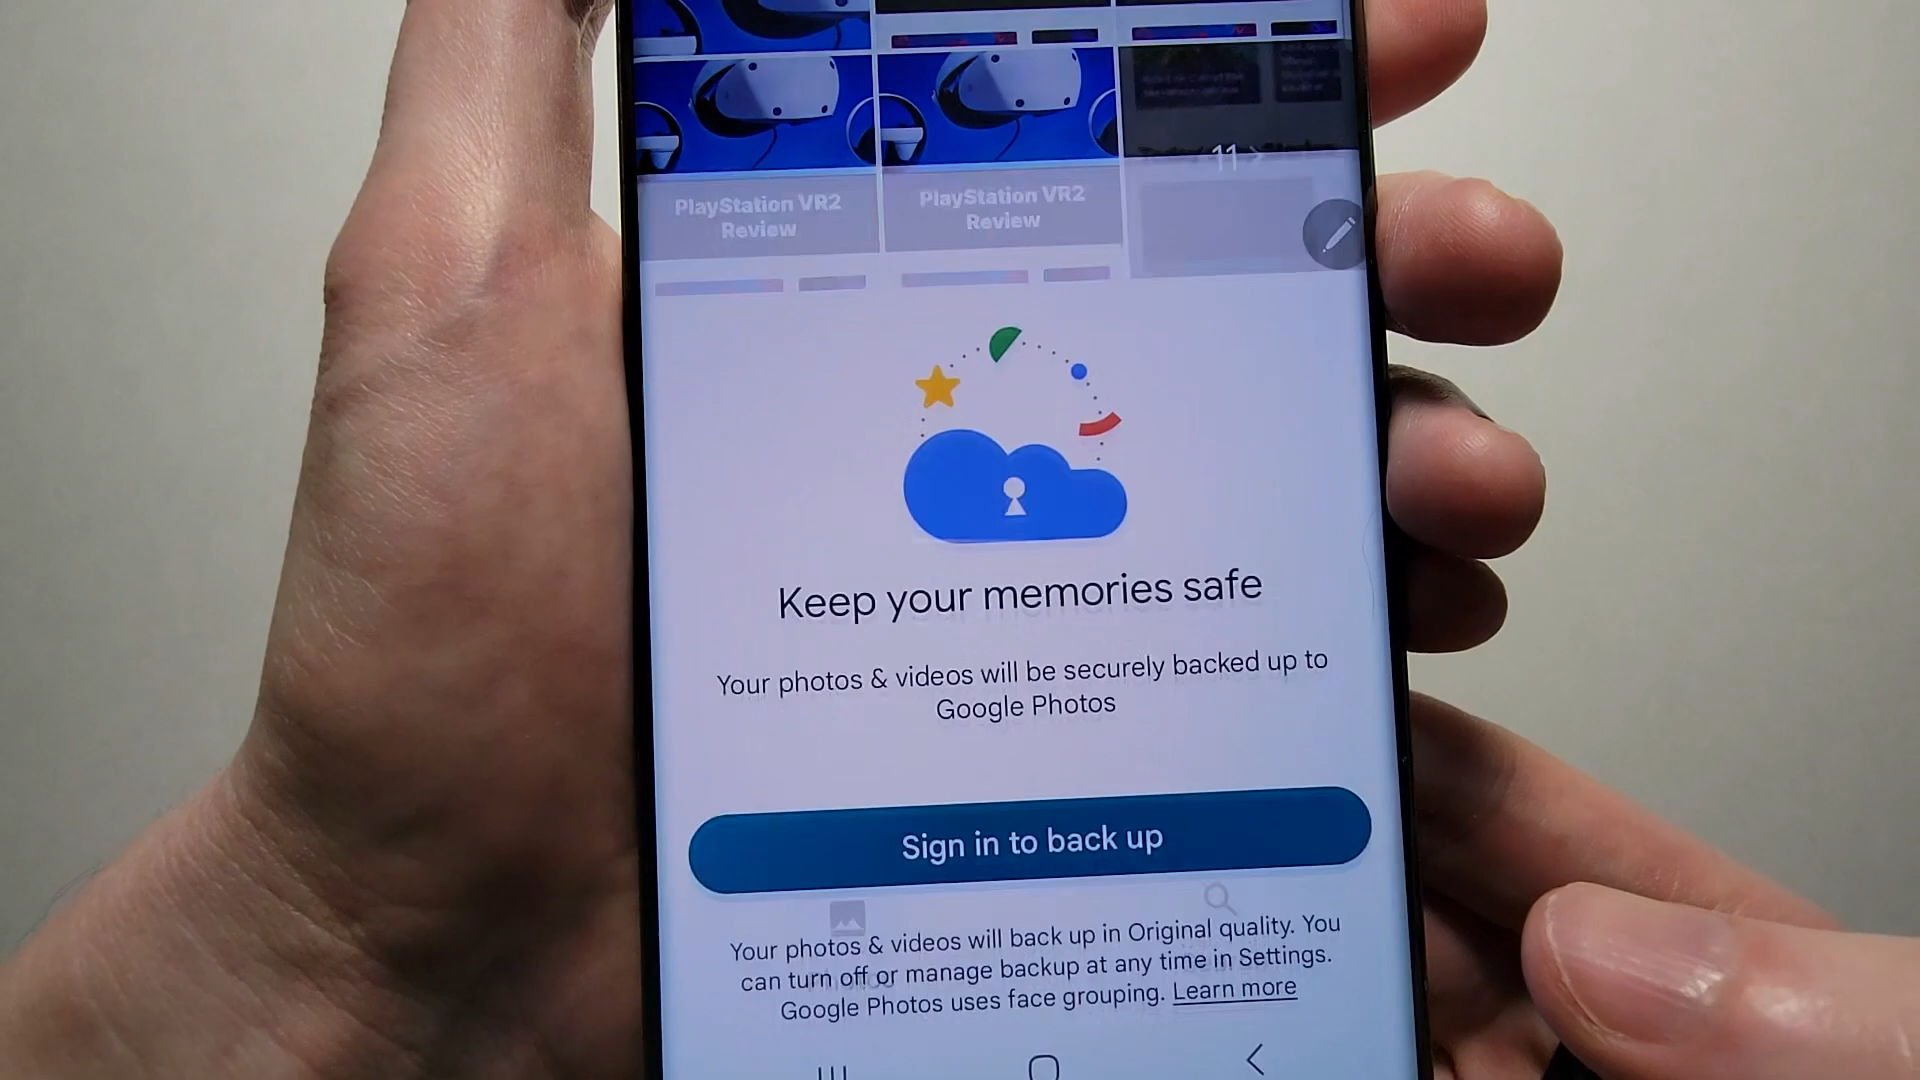 11 >
PlayStation VR2
Review
PlayStation VR2
Review
Keep your memories safe
Your photos & videos will be securely backed up to
Google Photos
Sign in to back up
Your photos & videos will back up in Original quality. You
can turn off or manage backup at any time in Settings.
Google Photos uses face grouping. Learn more